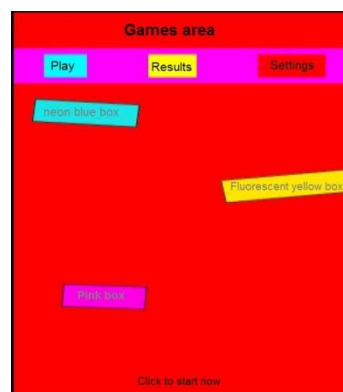 Games area
Play
Results
Settings
neon blue box
Fluorescent yellow box
Pink box
Click to start now